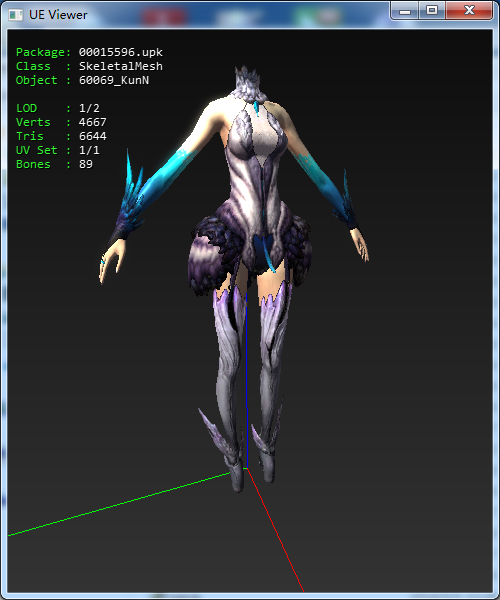 UE Viewer
Package: 00015596.upk
Class : SkeletalMesh
Object : 60069_KunN
LOD : 1/2
Verts : 4667
Tris : 6644
UV Set : 1/1
Bones : 89